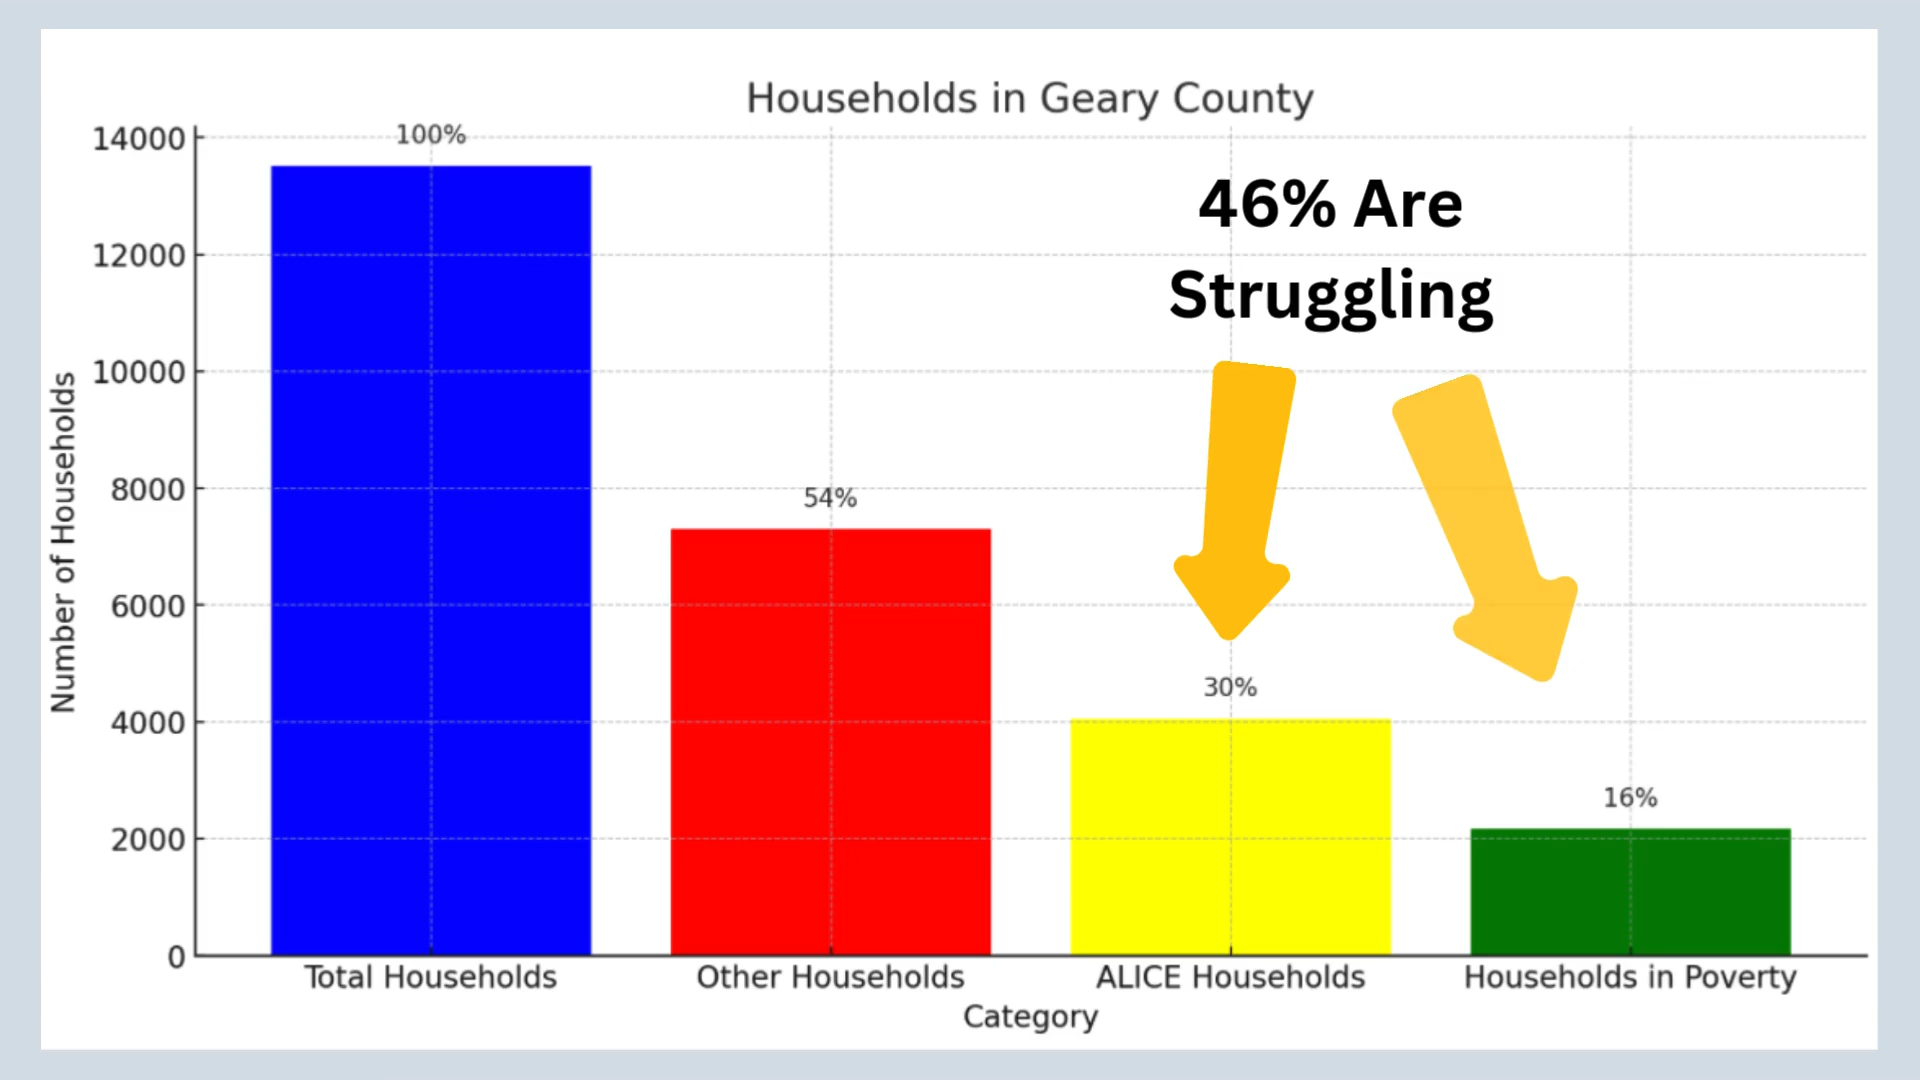 Households in Geary County
100%
54%
30%
16%
46% Are
Struggling
Number of Households
14000
12000
10000
8000
6000
4000
2000
0
Total Households
Other Households
ALICE Households
Households in Poverty
Category